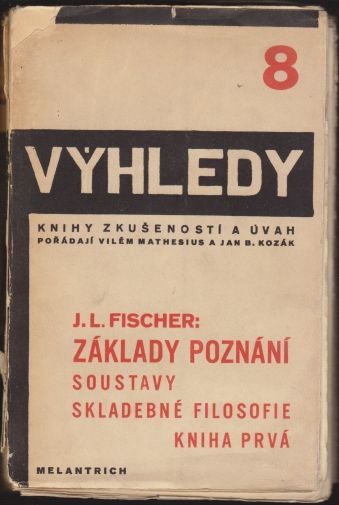 8
VÝHLEDY
KNIHY ZKUŠENOSTÍ A ÚVAH
POŘÁDAJÍ VILÉM MATHESIUS A JAN B. KOZÁK
J. L. FISCHER:
ZÁKLADY POZNÁNÍ
SOUSTAVY
SKLADEBNÉ FILOSOFIE
KNIHA PRVÁ
MELANTRICH